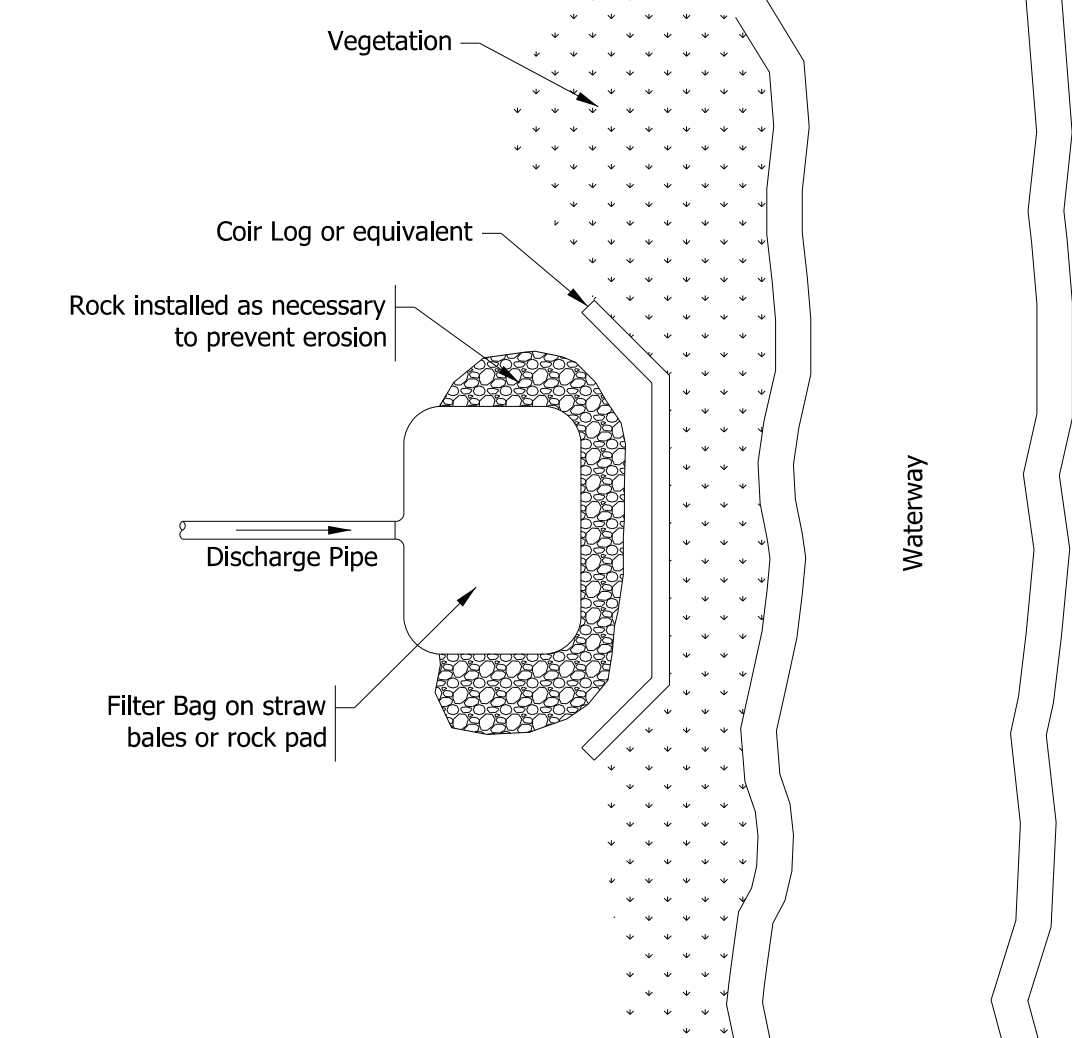 Vegetation
Coir Log or equivalent
Rock installed as necessary
to prevent erosion
Waterway
Discharge Pipe
Filter Bag on straw
bales or rock pad